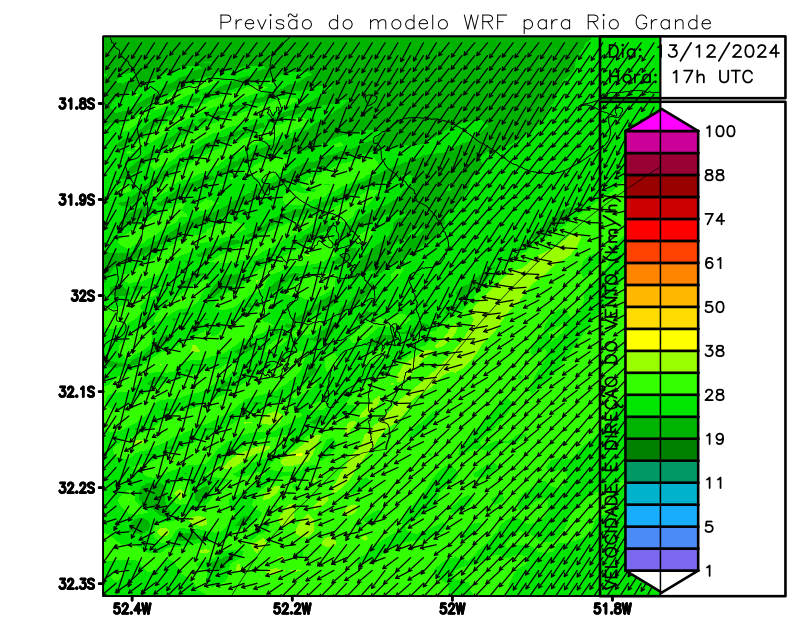 Previsão do modelo WRF para Rio Grande
Dia: 13/12/2024
Hora: 17h UTC
31.8S
31.9S
32S
32.1S
32.2S
32.3S
52.4W
52.2W
52W
51.8W
VELOCIDADE E DIREÇÃO DO VENTO (km/h)
100
88
74
61
50
38
28
19
11
5
1